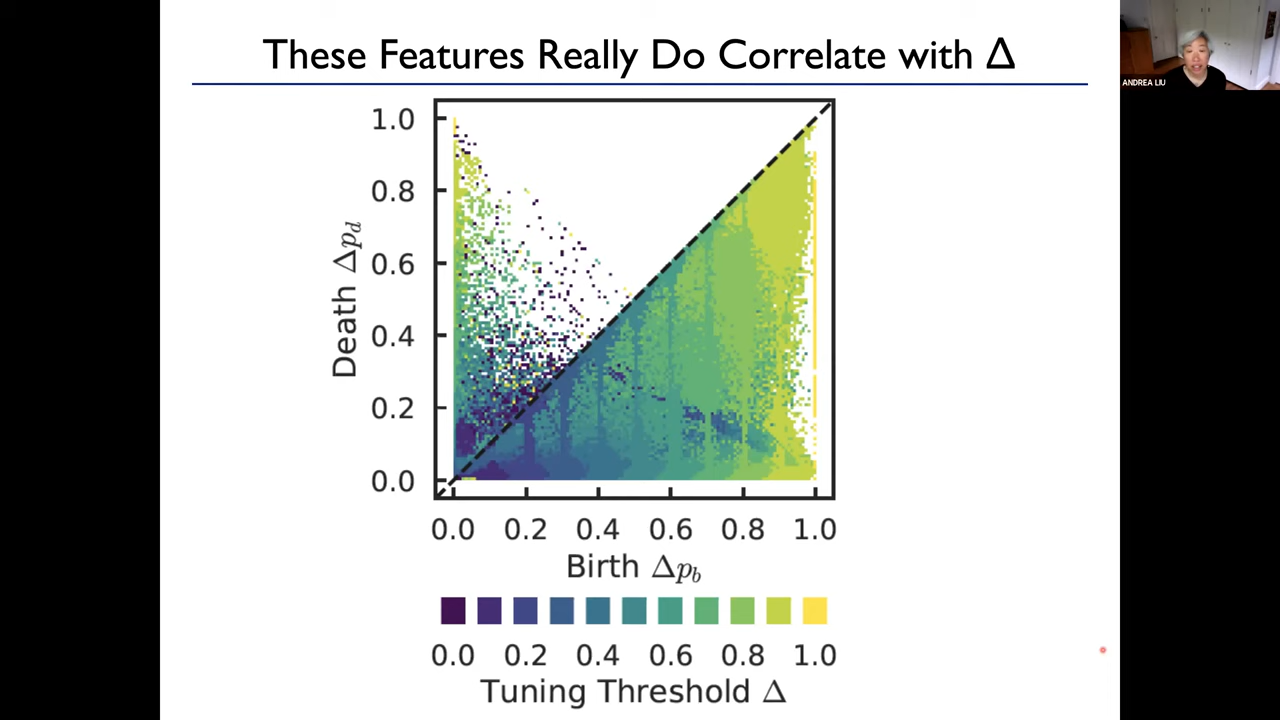 These Features Really Do Correlate with Δ
ANDREA LIU
1.0
0.8
0.6
0.4
0.2
0.0
Death Δp_d
0.0 0.2 0.4 0.6 0.8 1.0
Birth Δp_b
0.0 0.2 0.4 0.6 0.8 1.0
Tuning Threshold Δ